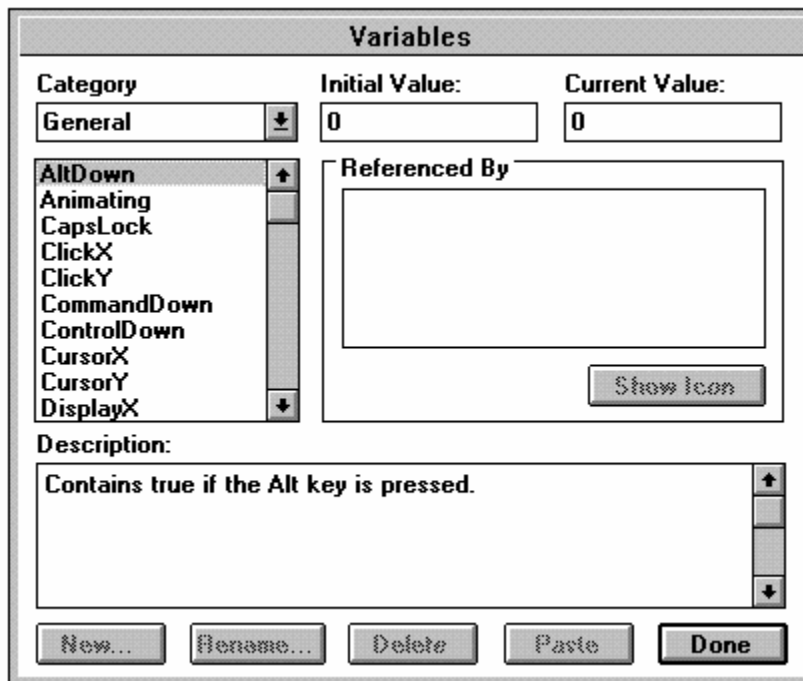 Variables
Category
Initial Value:
Current Value:
General
0
0
AltDown
Animating
CapsLock
ClickX
ClickY
CommandDown
ControlDown
CursorX
CursorY
DisplayX
Referenced By
Show Icon
Description:
Contains true if the Alt key is pressed.
New...
Rename...
Delete
Paste
Done